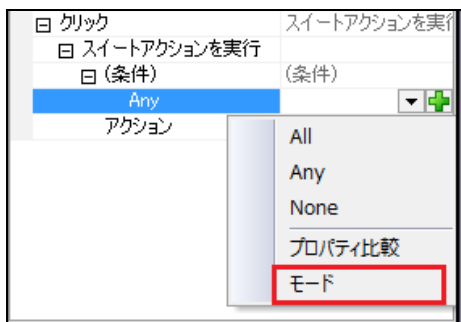 クリック スイートアクションを実行
スイートアクションを実行
(条件) (条件)
Any
アクション
All
Any
None
プロパティ比較
モード